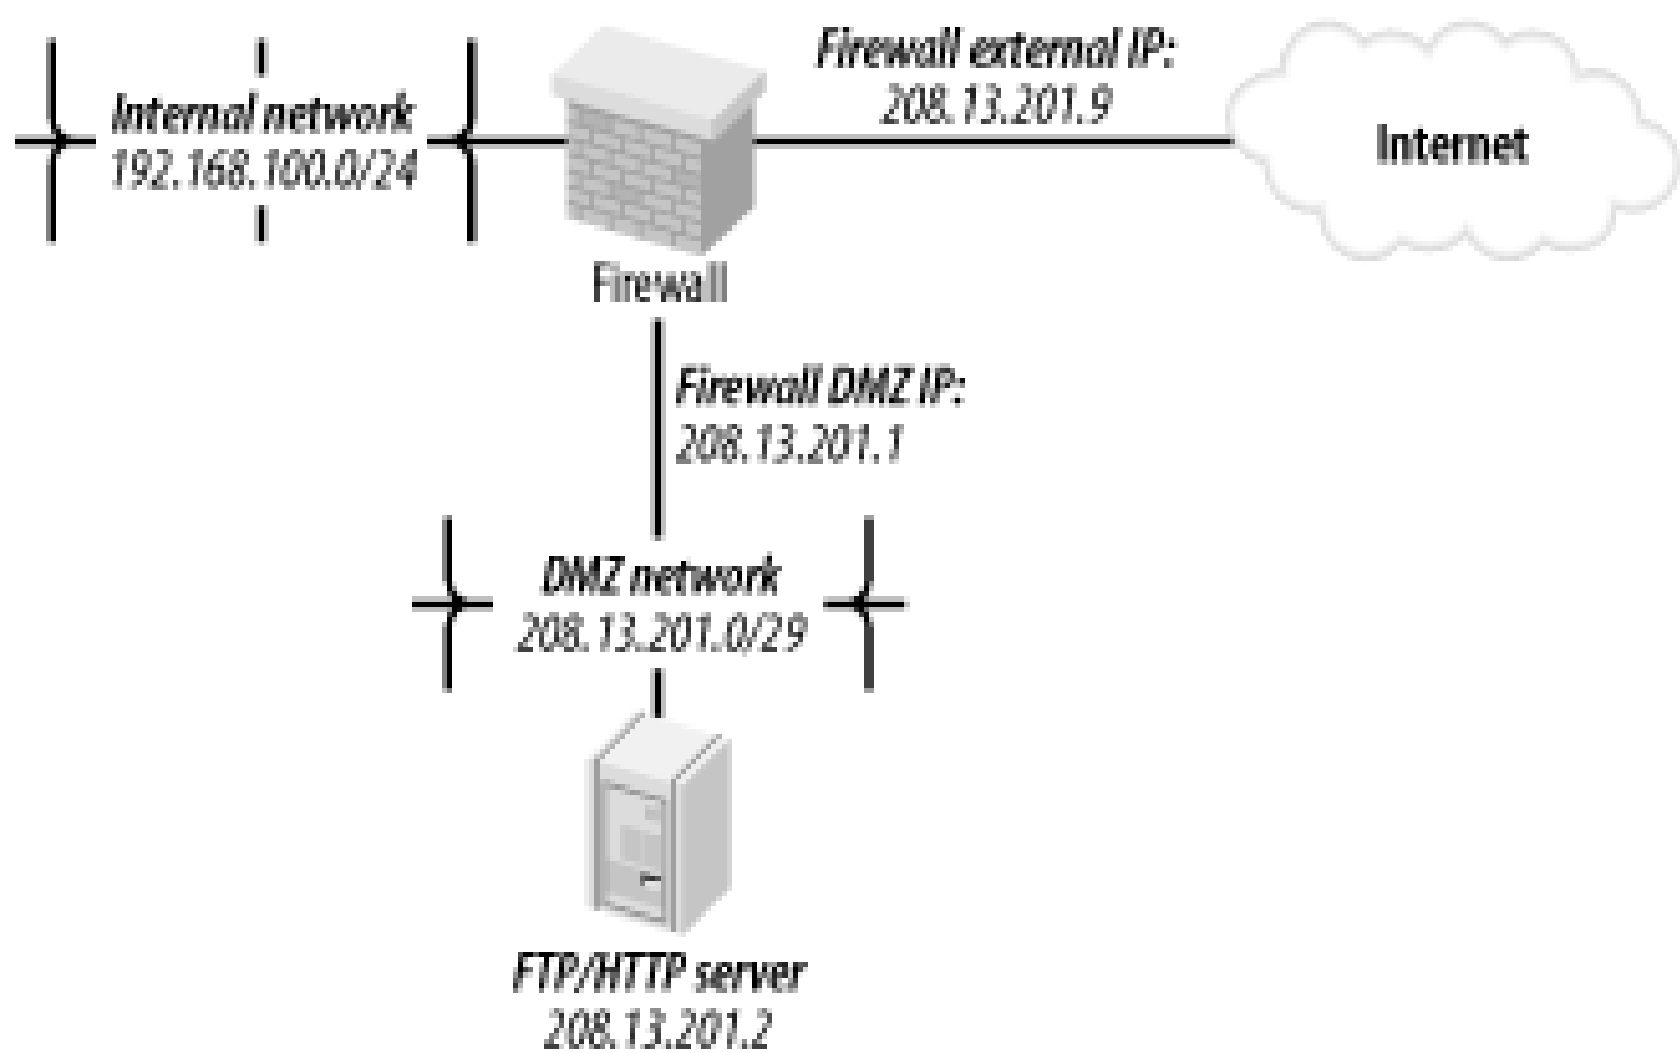 Firewall external IP:
208.13.201.9
Internal network
192.168.100.0/24
Internet
Firewall
Firewall DMZ IP:
208.13.201.1
DMZ network
208.13.201.0/29
FTP/HTTP server
208.13.201.2